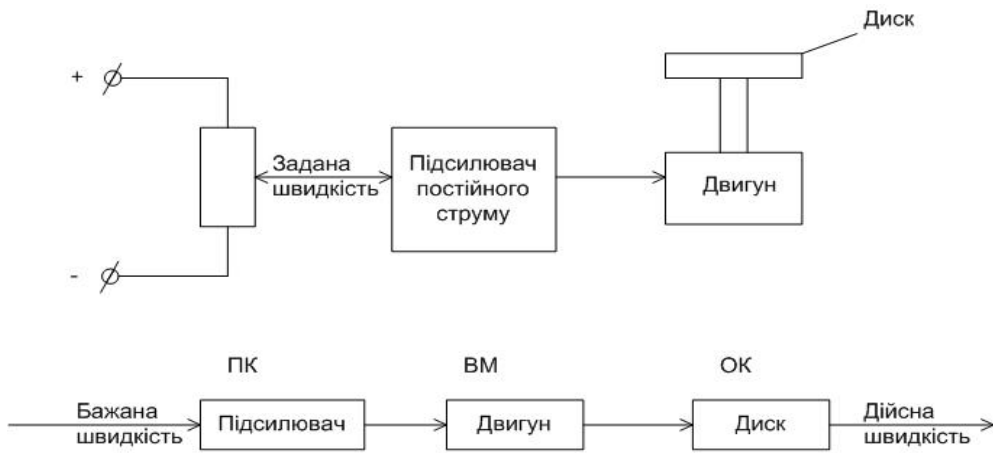 Диск
+
Задана
швидкість
Підсилювач
постійного
струму
Двигун
-
ПК
ВМ
ОК
Бажана
швидкість
Підсилювач
Двигун
Диск
Дійсна
швидкість